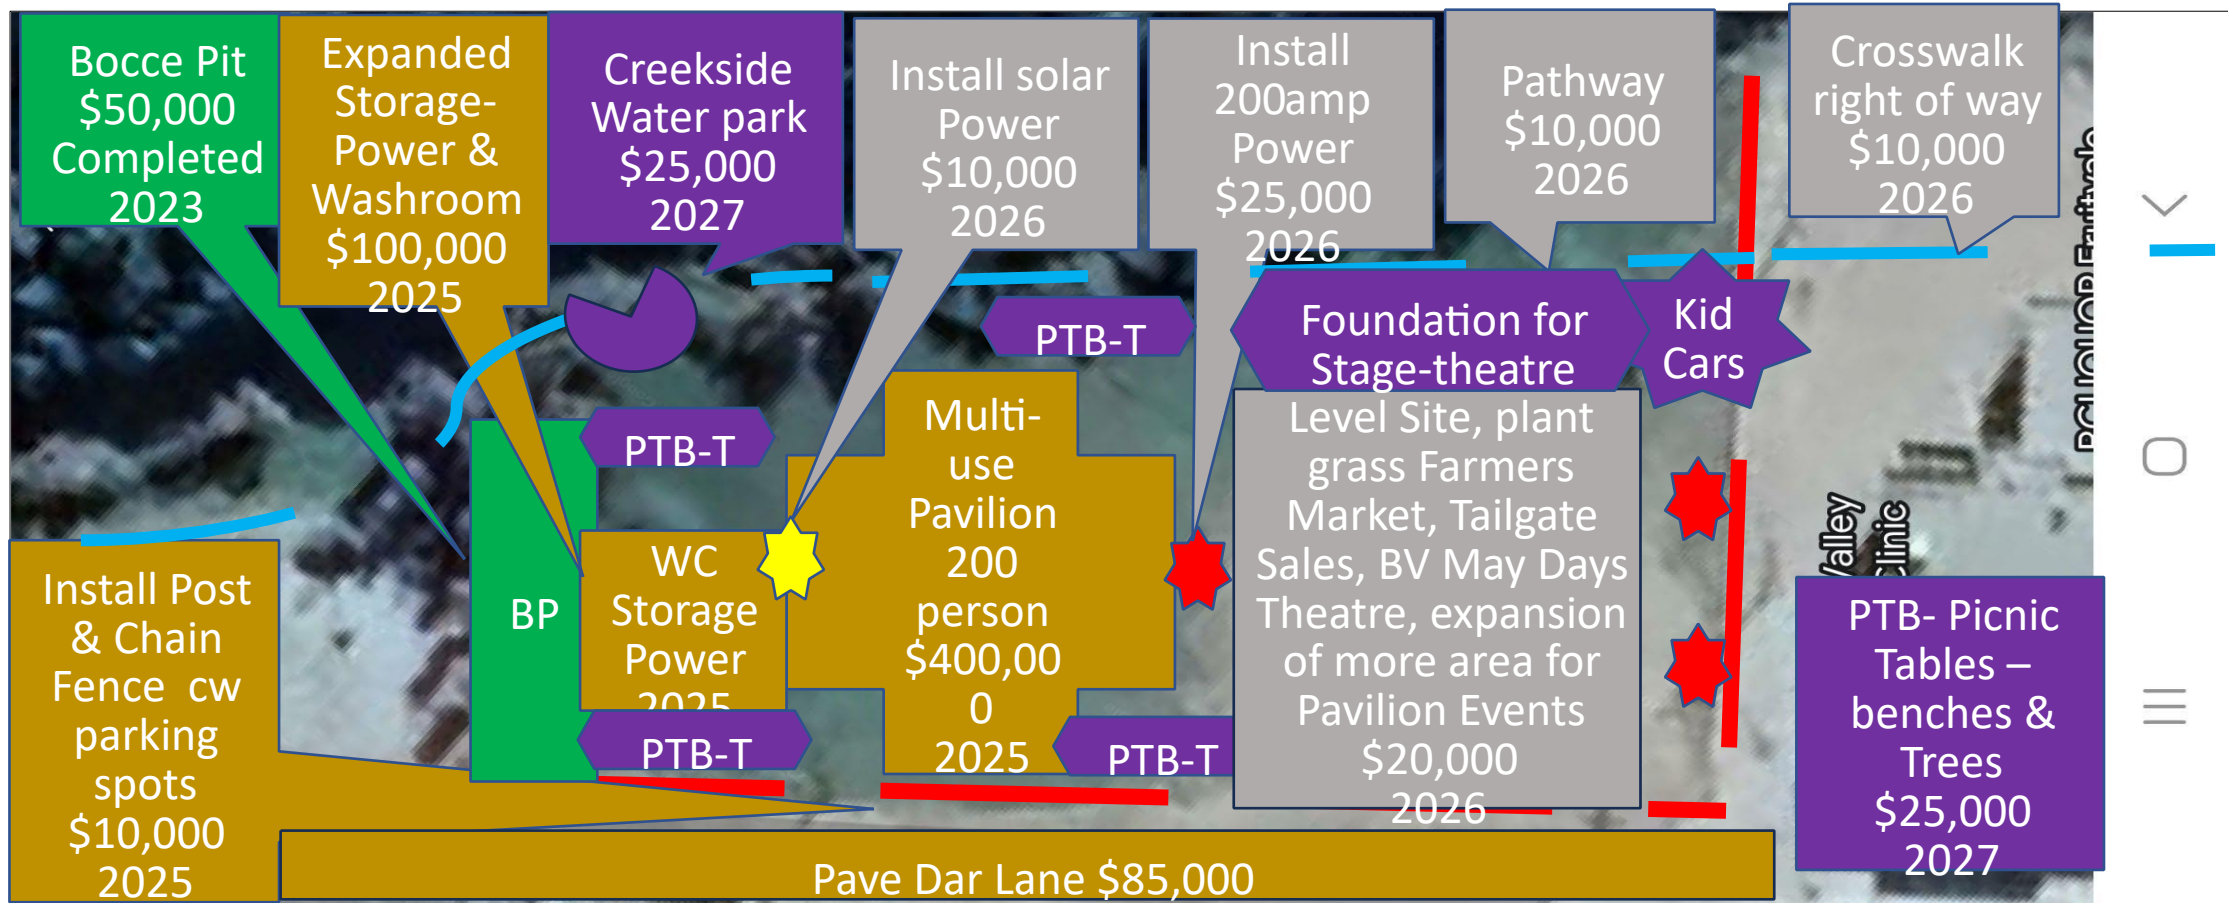 Bocce Pit
$50,000
Completed
2023
Expanded
Storage-
Power &
Washroom
$100,000
2025
Creekside
Water park
$25,000
2027
Install solar
Power
$10,000
2026
Install
200amp
Power
$25,000
2026
Pathway
$10,000
2026
Crosswalk
right of way
$10,000
2026
PTB-T
Foundation for
Stage-theatre
Kid
Cars
PTB-T
Multi-
use
Pavilion
200
person
$400,00
0
2025
Level Site, plant
grass Farmers
Market, Tailgate
Sales, BV May Days
Theatre, expansion
of more area for
Pavilion Events
$20,000
2026
BP
WC
Storage
Power
2025
PTB-T
PTB-T
Install Post
& Chain
Fence cw
parking
spots
$10,000
2025
Pave Dar Lane $85,000
PTB- Picnic
Tables –
benches &
Trees
$25,000
2027